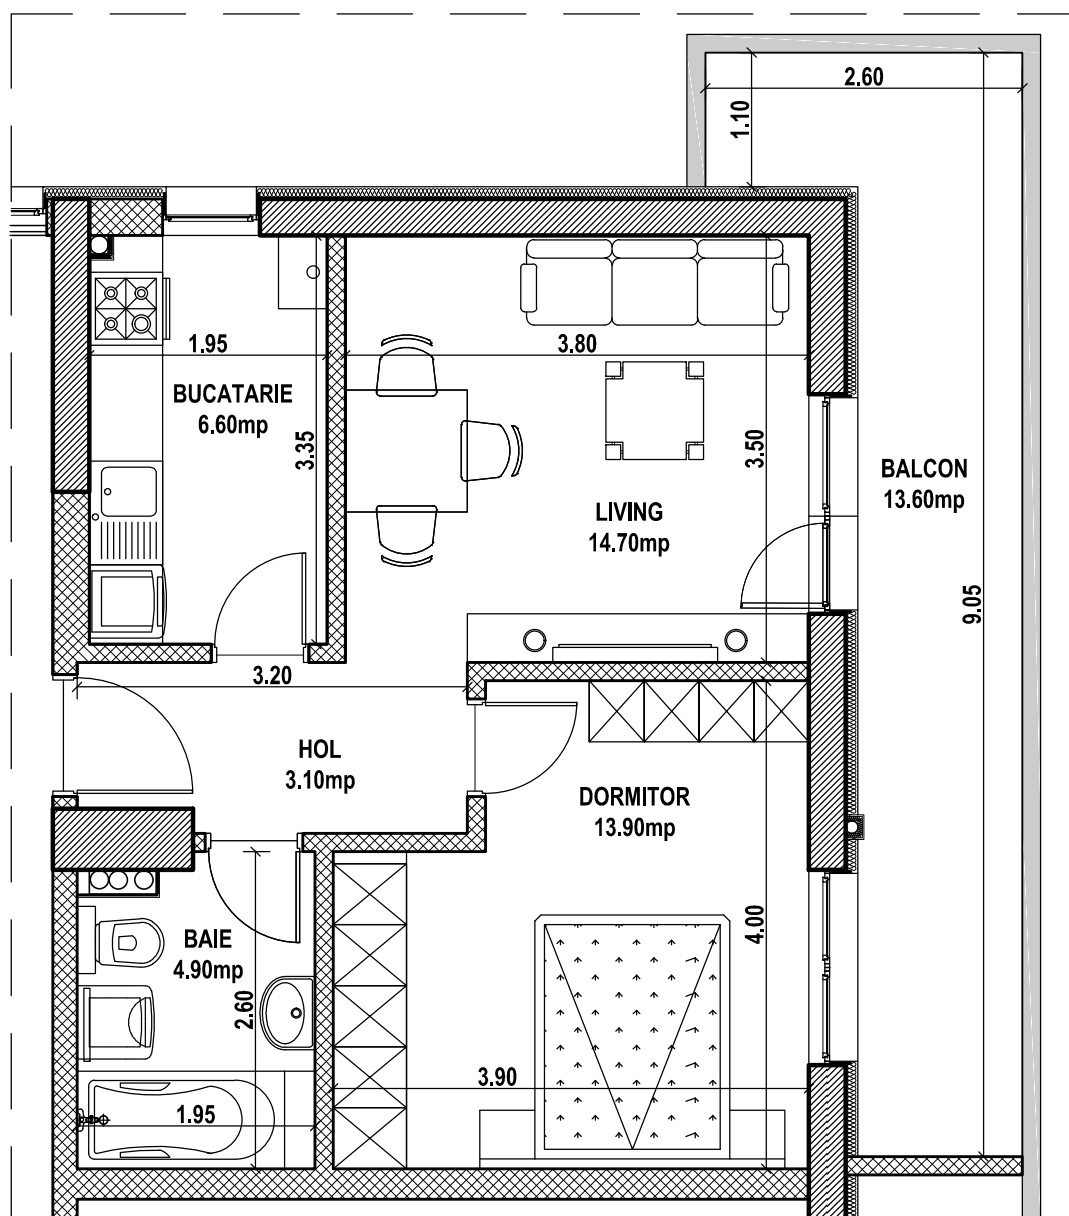 2.60
1.10
1.95
3.80
BUCATARIE
6.60mp
3.35
3.50
BALCON
13.60mp
LIVING
14.70mp
9.05
3.20
HOL
3.10mp
DORMITOR
13.90mp
4.00
BAIE
4.90mp
2.60
3.90
1.95